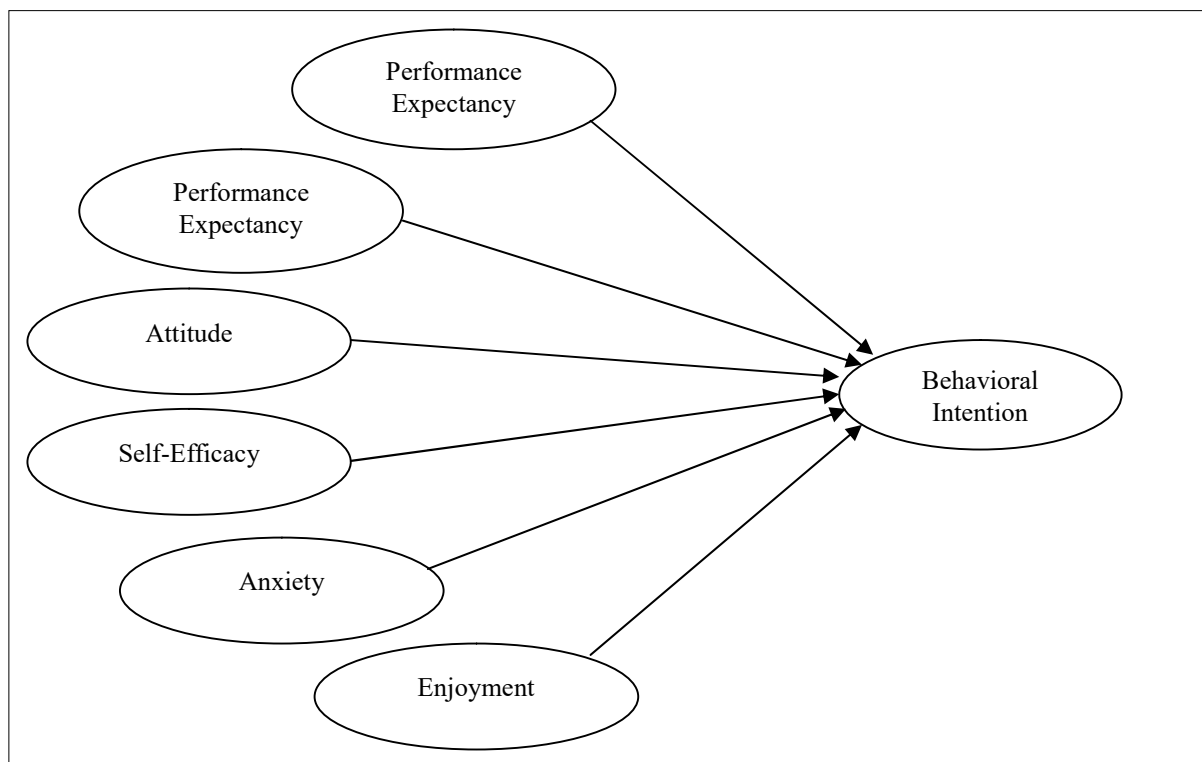 Performance
Expectancy
Performance
Expectancy
Attitude
Self-Efficacy
Anxiety
Enjoyment
Behavioral
Intention